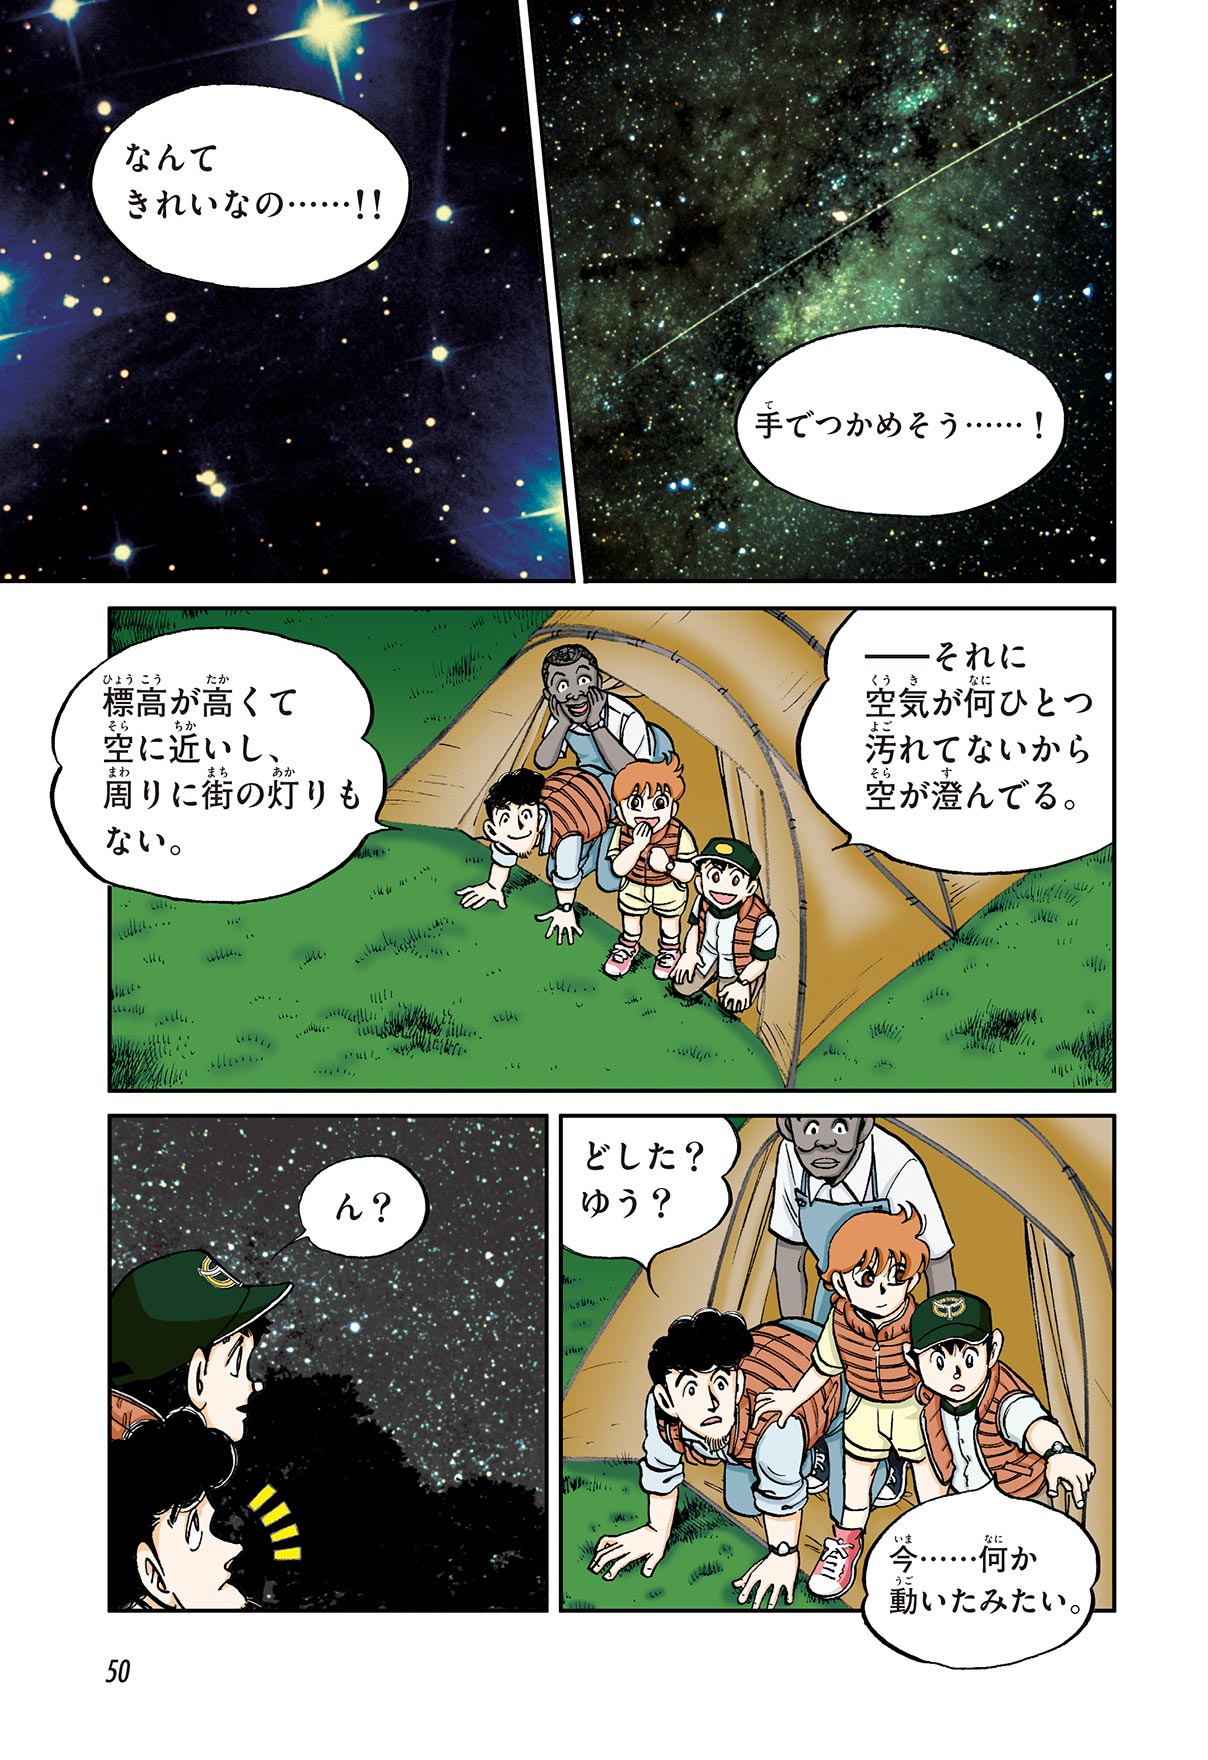 なんて
きれいなの……!!
手でつかめそう……！
標高が高くて
空に近いし、
周りに街の灯りも
ない。
――それに
空気が何ひとつ
汚れてないから
空が澄んでる。
ん？
どした？
ゆう？
今……何か
動いたみたい。
50